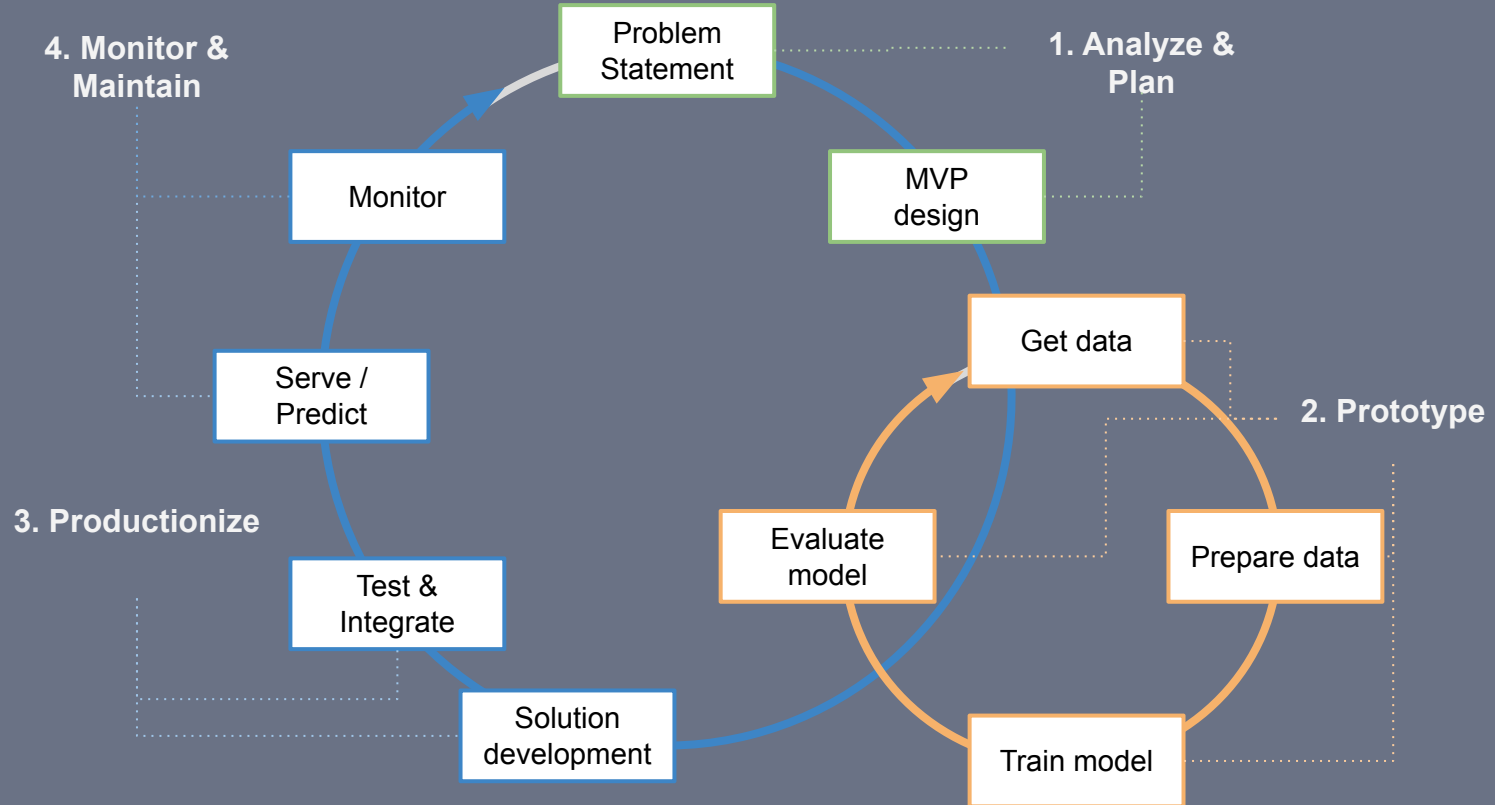 4. Monitor &
Maintain
Problem
Statement
1. Analyze &
Plan
Monitor
MVP
design
Get data
Serve /
Predict
2. Prototype
3. Productionize
Evaluate
model
Prepare data
Test &
Integrate
Solution
development
Train model